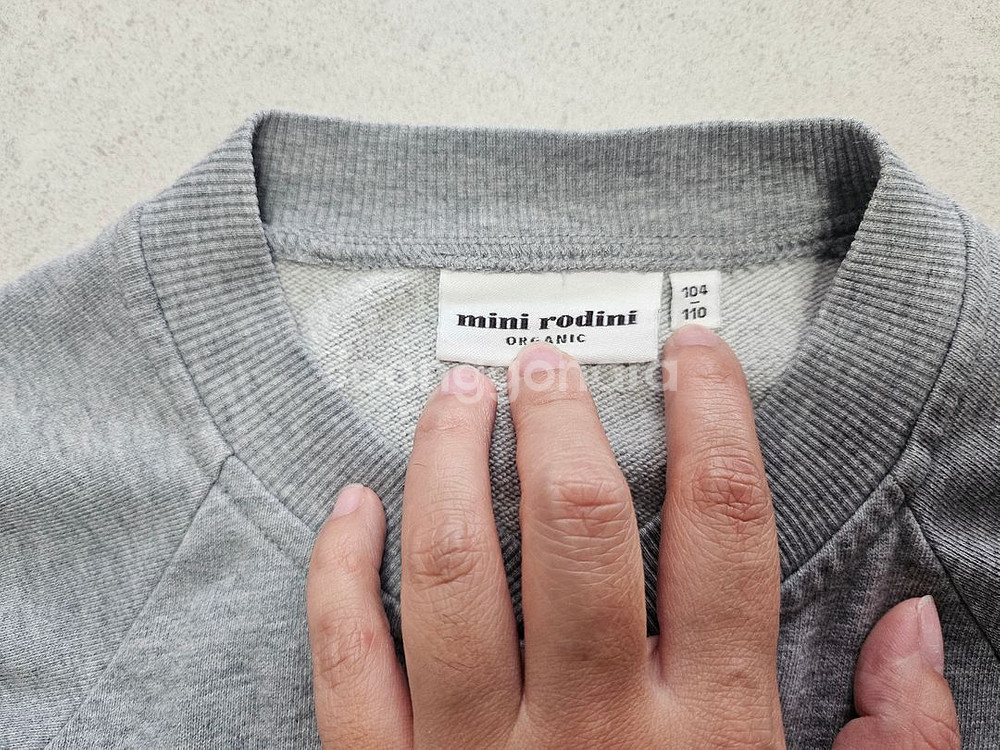 mini rodini
ORGANIC
104
110